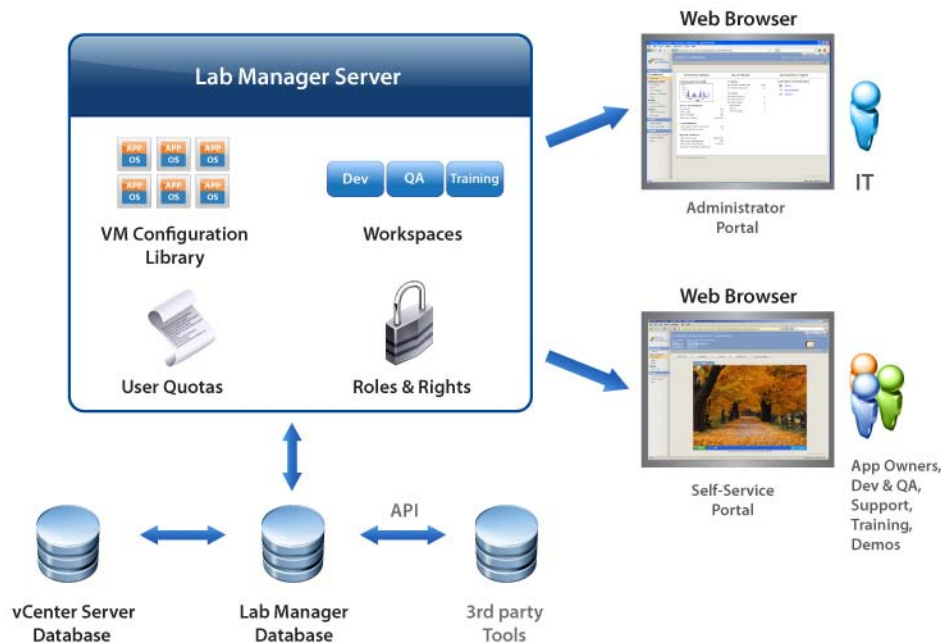 Lab Manager Server
APP
OS
APP
OS
APP
OS
APP
OS
APP
OS
APP
OS
VM Configuration
Library
Dev
QA
Training
Workspaces
User Quotas
Roles & Rights
Web Browser
Administrator
Portal
IT
Web Browser
Self-Service
Portal
App Owners,
Dev & QA,
Support,
Training,
Demos
API
vCenter Server
Database
Lab Manager
Database
3rd party
Tools